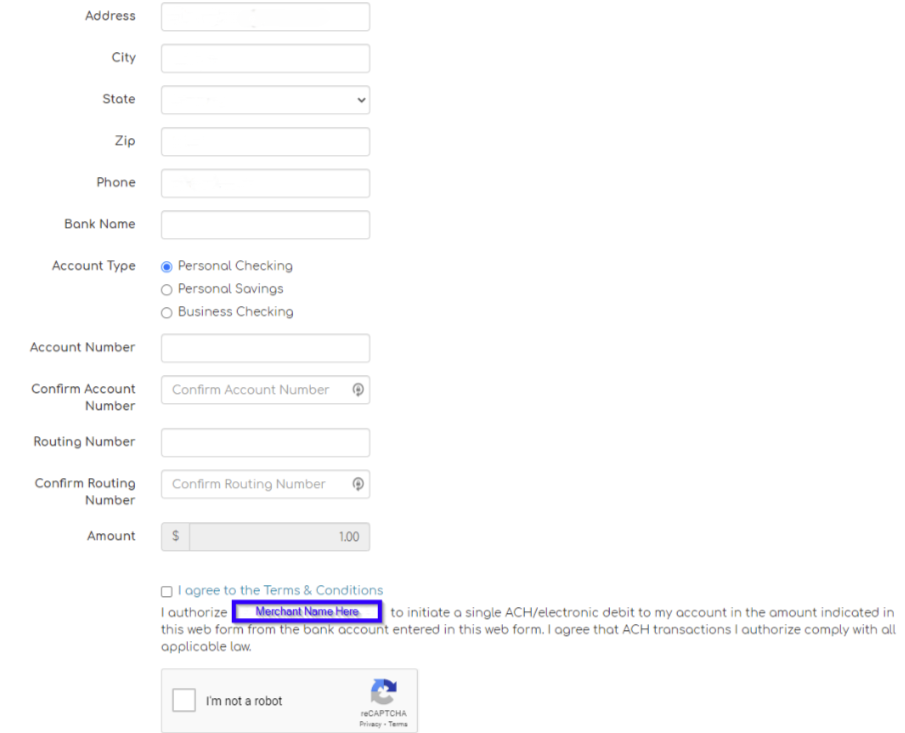 Address
City
State
Zip
Phone
Bank Name
Account Type
Personal Checking
Personal Savings
Business Checking
Account Number
Confirm Account
Number
Confirm Account Number
Routing Number
Confirm Routing
Number
Confirm Routing Number
Amount
$ 1.00
I agree to the Terms & Conditions
I authorize Merchant Name Here to initiate a single ACH/electronic debit to my account in the amount indicated in
this web form from the bank account entered in this web form. I agree that ACH transactions I authorize comply with all
applicable law.
I'm not a robot
reCAPTCHA
Privacy - Terms